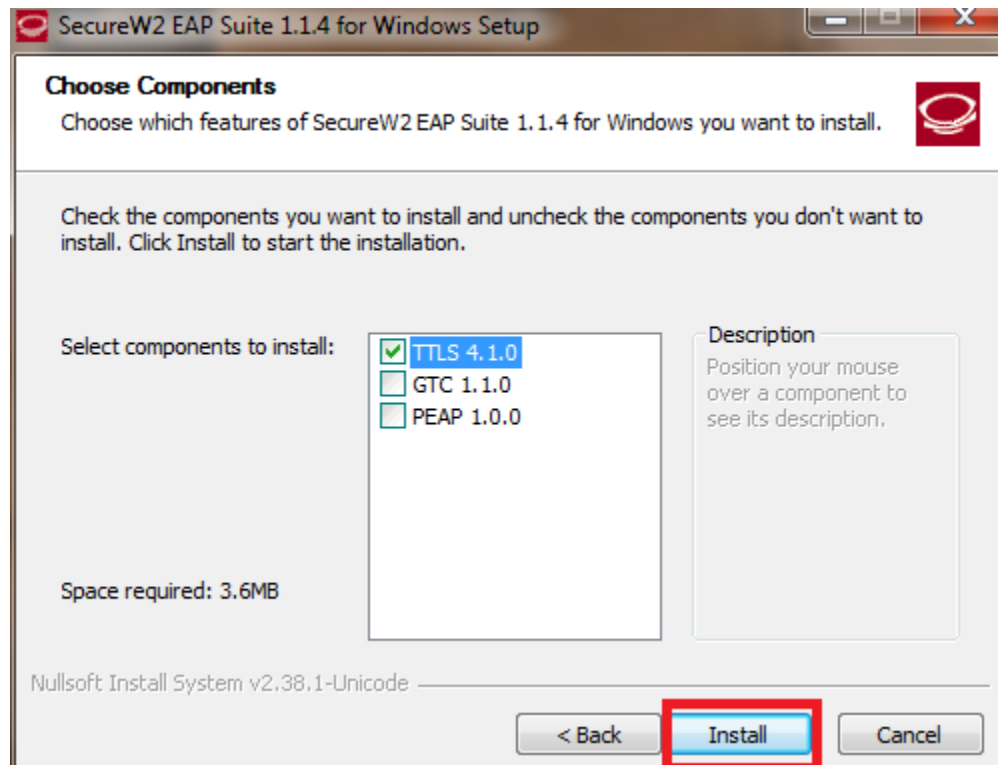 SecureW2 EAP Suite 1.1.4 for Windows Setup
Choose Components
Choose which features of SecureW2 EAP Suite 1.1.4 for Windows you want to install.
Check the components you want to install and uncheck the components you don't want to
install. Click Install to start the installation.
Select components to install:
TTLS 4.1.0
GTC 1.1.0
PEAP 1.0.0
Description
Position your mouse
over a component to
see its description.
Space required: 3.6MB
Nullsoft Install System v2.38.1-Unicode
< Back
Install
Cancel